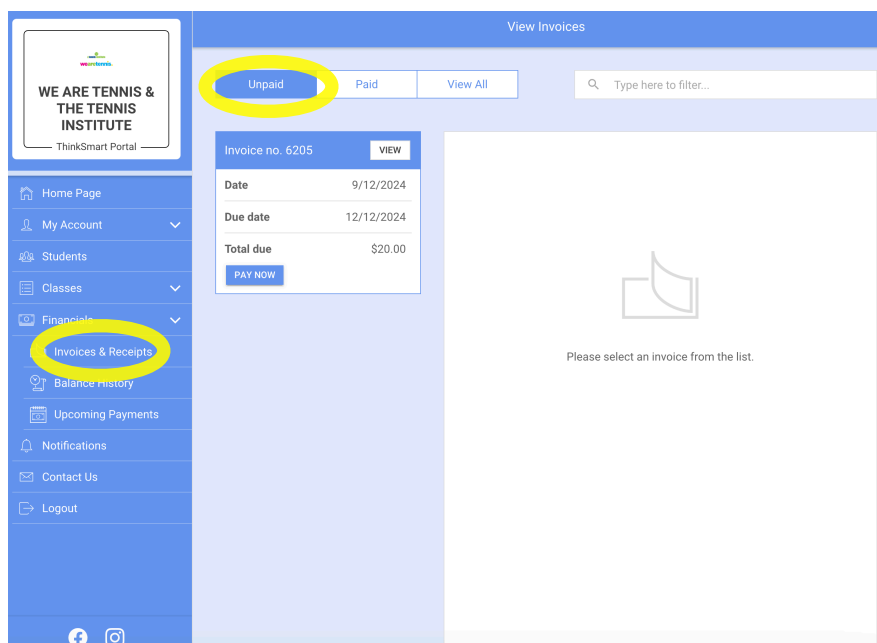 wearetennis.
WE ARE TENNIS &
THE TENNIS
INSTITUTE
ThinkSmart Portal
Home Page
My Account
Students
Classes
Financials
Invoices & Receipts
Balance History
Upcoming Payments
Notifications
Contact Us
Logout
View Invoices
Unpaid
Paid
View All
Type here to filter...
Invoice no. 6205
VIEW
Date 9/12/2024
Due date 12/12/2024
Total due $20.00
PAY NOW
Please select an invoice from the list.